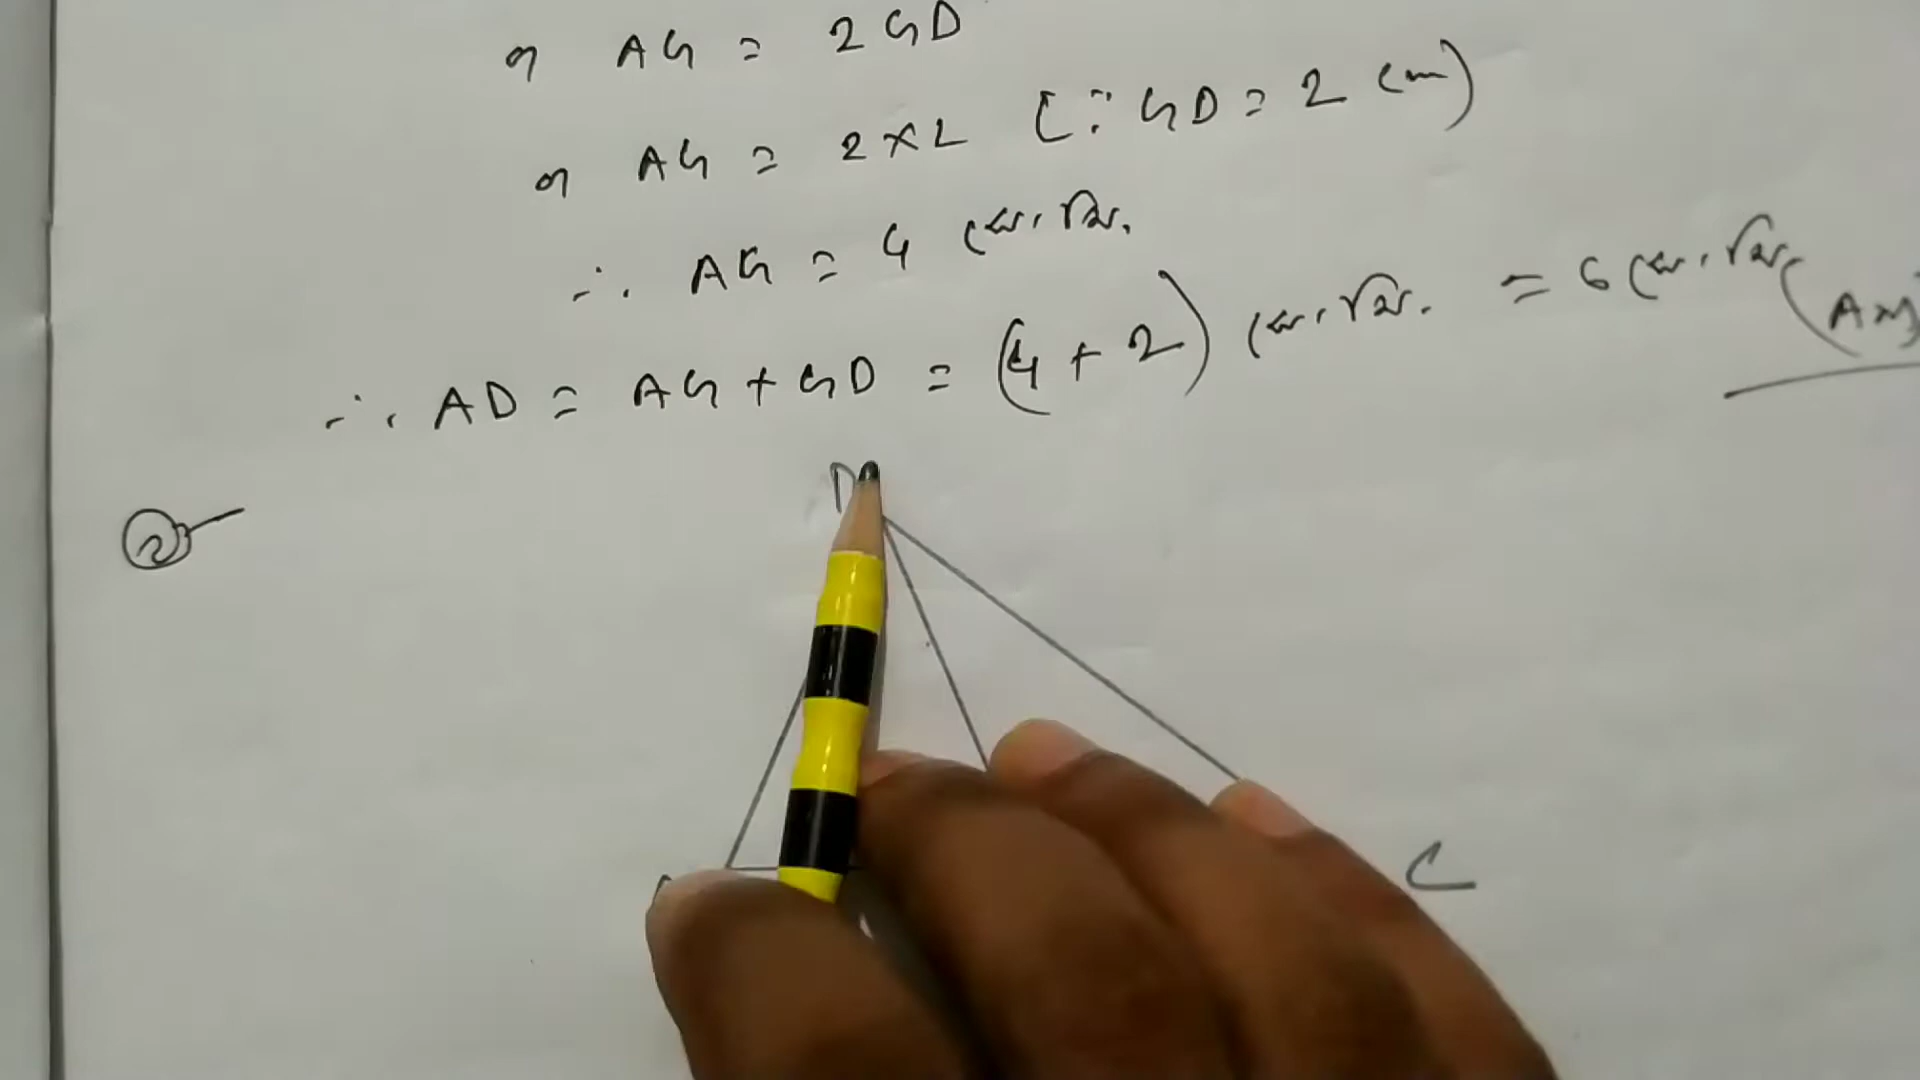 বা AG = 2GD
বা AG = 2×2 [∵ GD = 2 cm)
∴ AG = 4 সে.মি.
∴ AD = AG + GD = (4 + 2) সে.মি. = 6 সে.মি. (Ans)
②
C